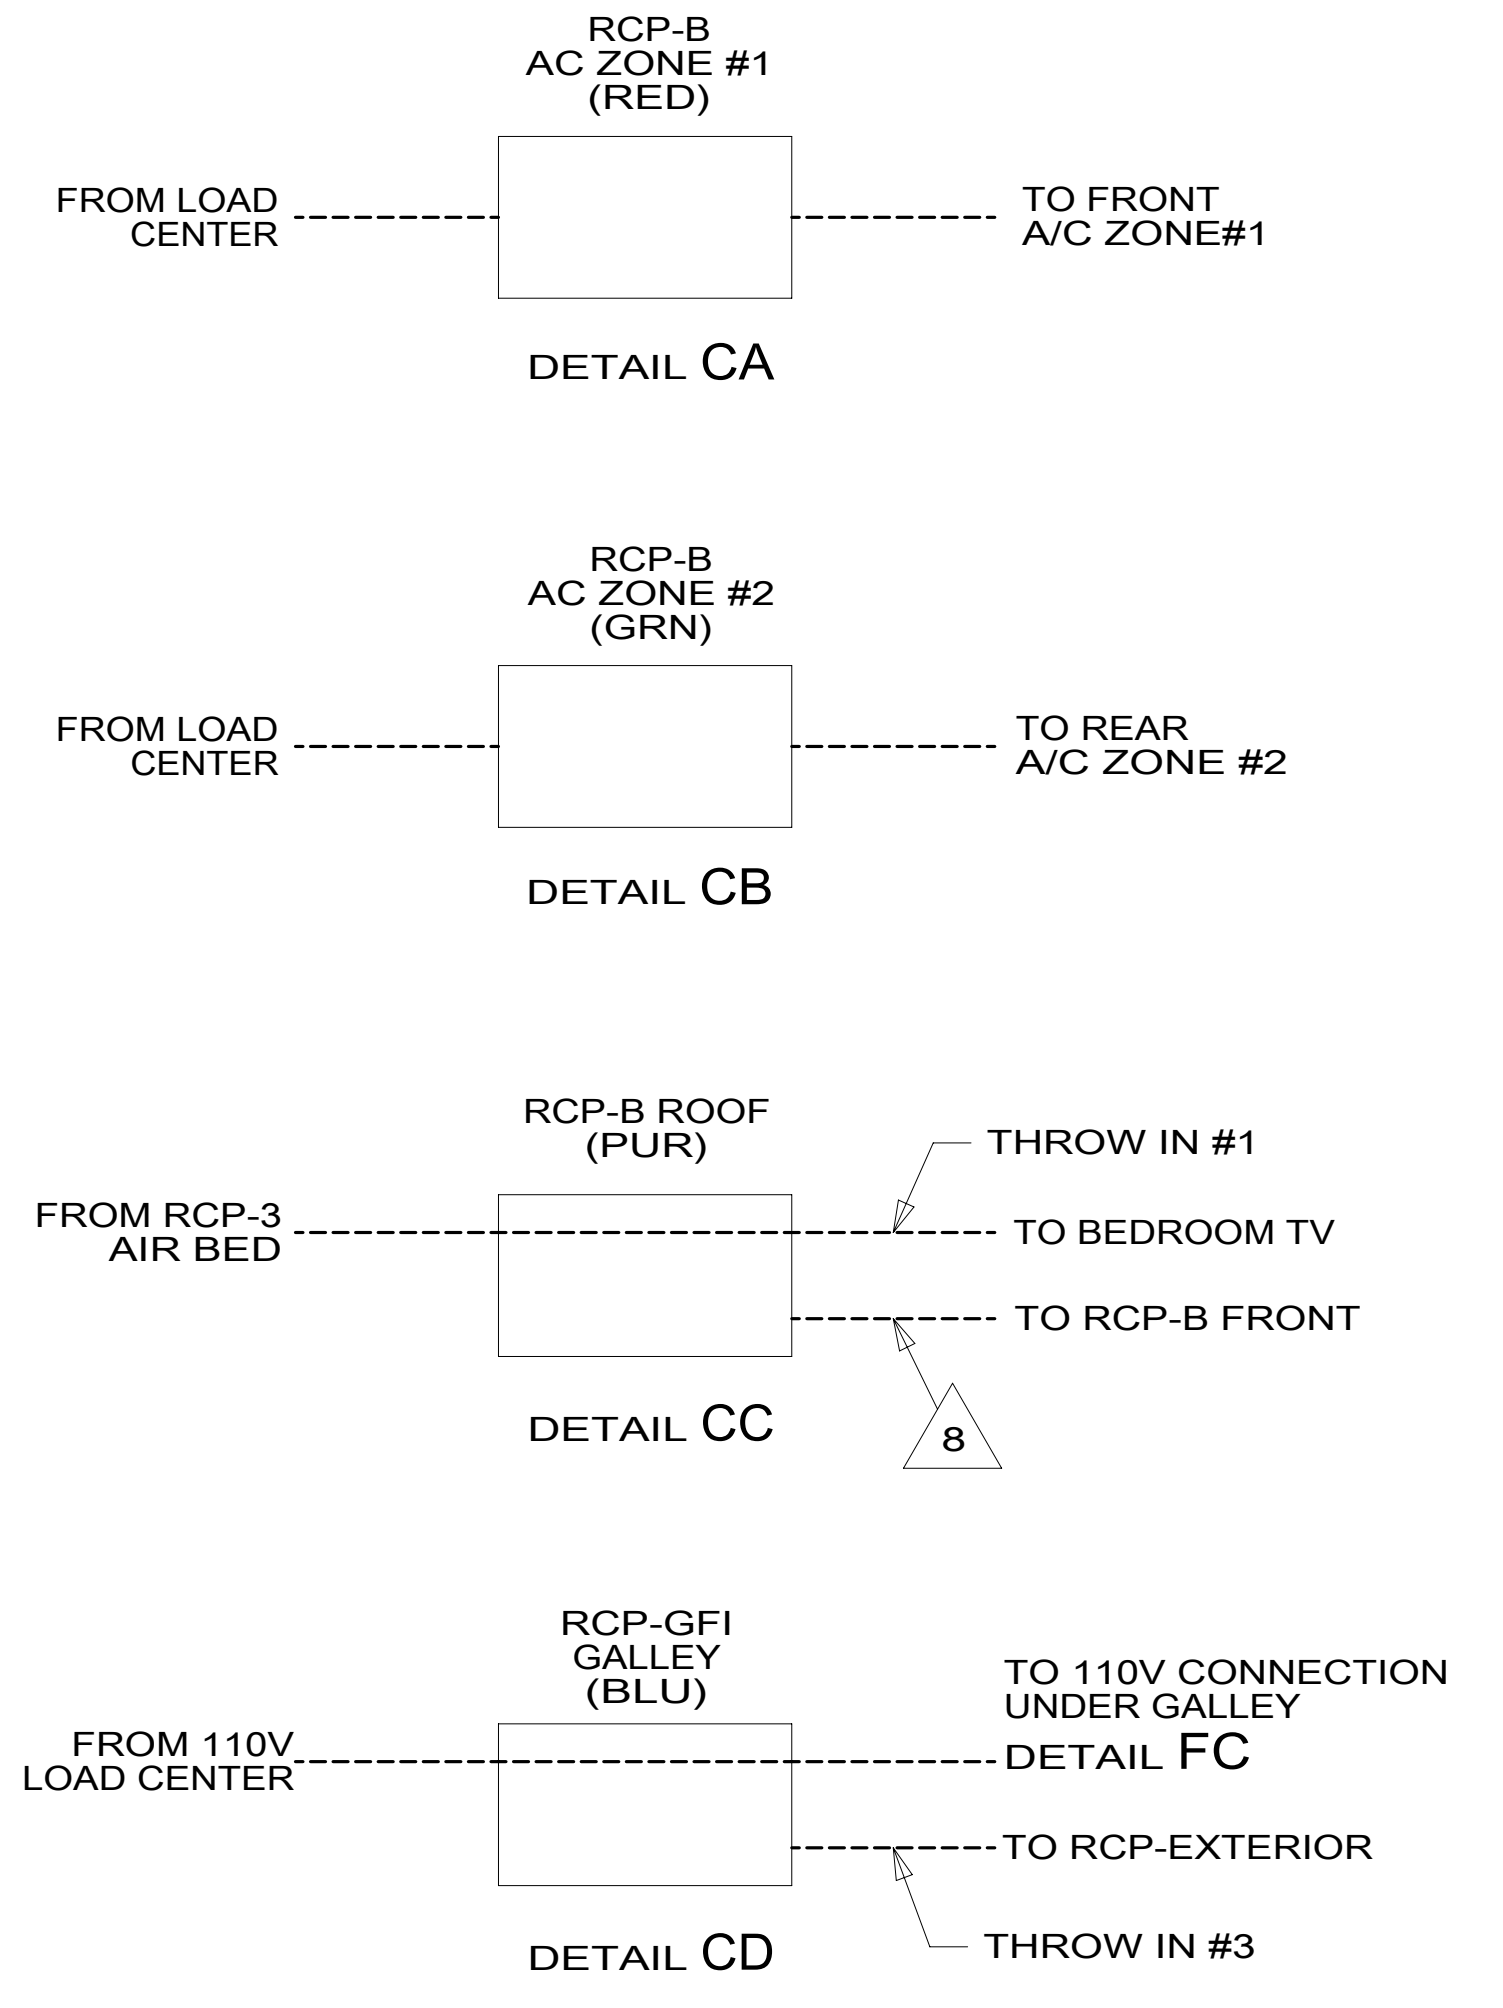 RCP-B
AC ZONE #1
(RED)
FROM LOAD
CENTER
TO FRONT
A/C ZONE#1
DETAIL CA
RCP-B
AC ZONE #2
(GRN)
FROM LOAD
CENTER
TO REAR
A/C ZONE #2
DETAIL CB
RCP-B ROOF
(PUR)
THROW IN #1
FROM RCP-3
AIR BED
TO BEDROOM TV
TO RCP-B FRONT
DETAIL CC
8
RCP-GFI
GALLEY
(BLU)
FROM 110V
LOAD CENTER
TO 110V CONNECTION
UNDER GALLEY
DETAIL FC
TO RCP-EXTERIOR
THROW IN #3
DETAIL CD